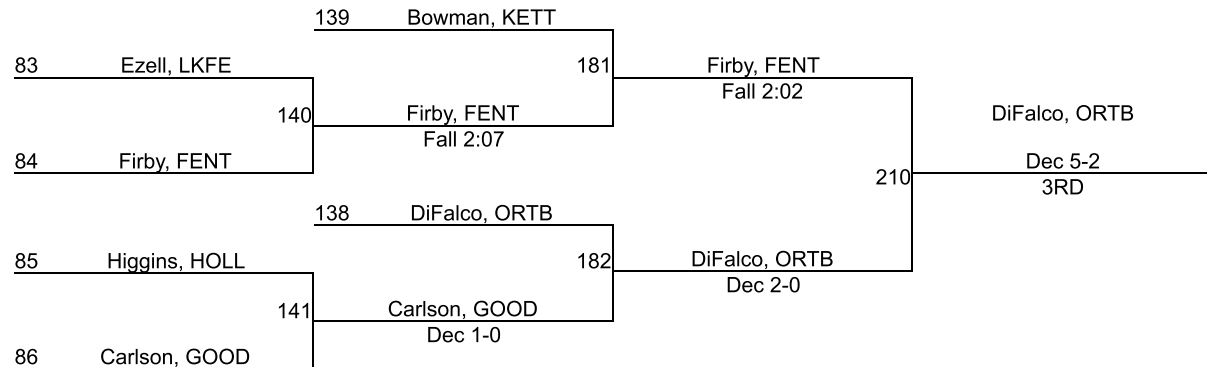 139 Bowman, KETT
83 Ezell, LKFE
181 Firby, FENT
Fall 2:02
140 Firby, FENT
Fall 2:07
DiFalco, ORTB
84 Firby, FENT
Dec 5-2
210
3RD
138 DiFalco, ORTB
85 Higgins, HOLL
182 DiFalco, ORTB
Dec 2-0
141 Carlson, GOOD
Dec 1-0
86 Carlson, GOOD